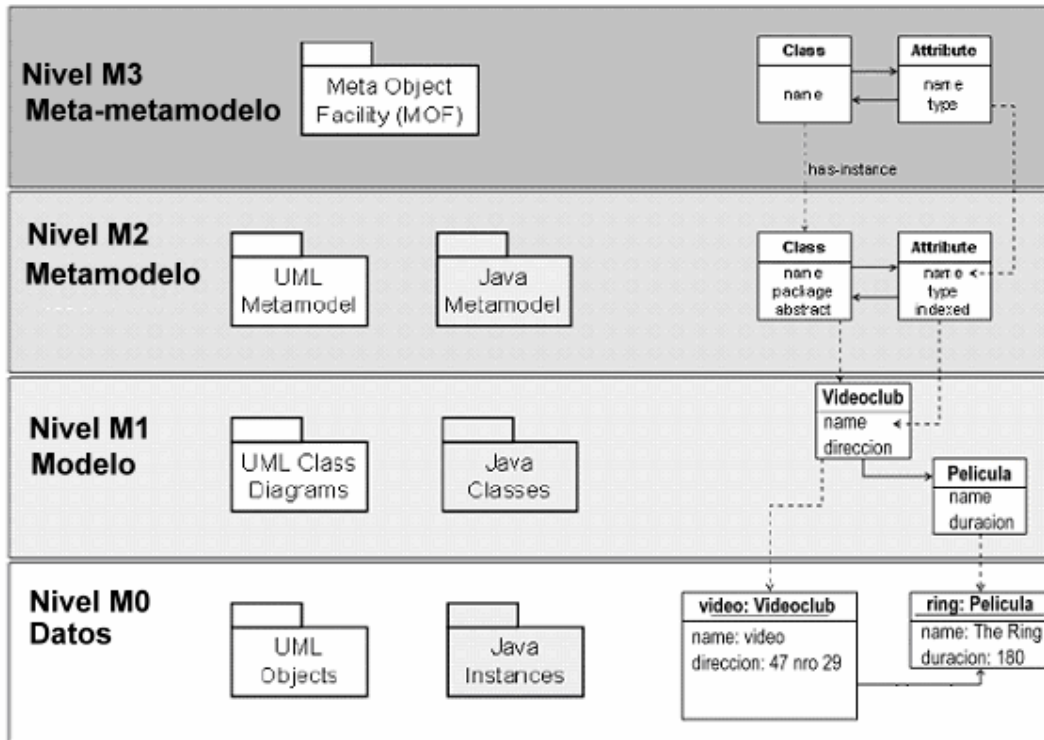 Nivel M3
Meta-metamodelo
Meta Object
Facility (MOF)
Class
name
Attribute
name
type
has-instance
Nivel M2
Metamodelo
UML
Metamodel
Java
Metamodel
Class
name
package
abstract
Attribute
name
type
indexed
Nivel M1
Modelo
UML Class
Diagrams
Java
Classes
Videoclub
name
direccion
Pelicula
name
duracion
Nivel M0
Datos
UML
Objects
Java
Instances
video: Videoclub
name: video
direccion: 47 nro 29
ring: Pelicula
name: The Ring
duracion: 180